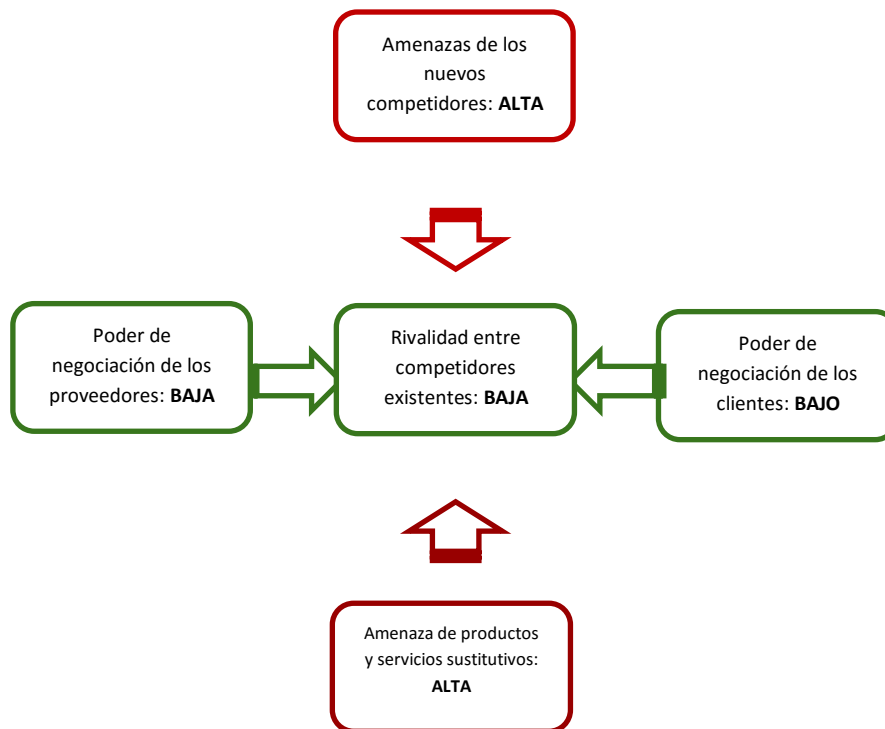 Amenazas de los
nuevos
competidores: ALTA
Poder de
negociación de los
proveedores: BAJA
Rivalidad entre
competidores
existentes: BAJA
Poder de
negociación de los
clientes: BAJO
Amenaza de productos
y servicios sustitutivos:
ALTA